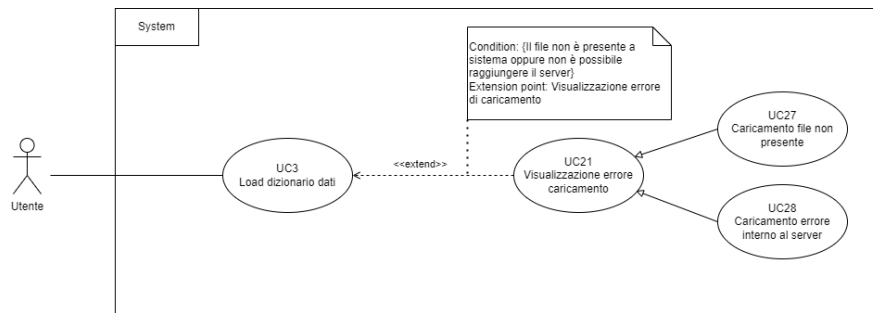 System
Condition: {Il file non è presente a
sistema oppure non è possibile
raggiungere il server}
Extension point: Visualizzazione errore
di caricamento
UC27
Caricamento file non
presente
<<extend>>
UC3
Load dizionario dati
UC21
Visualizzazione errore
caricamento
Utente
UC28
Caricamento errore
interno al server